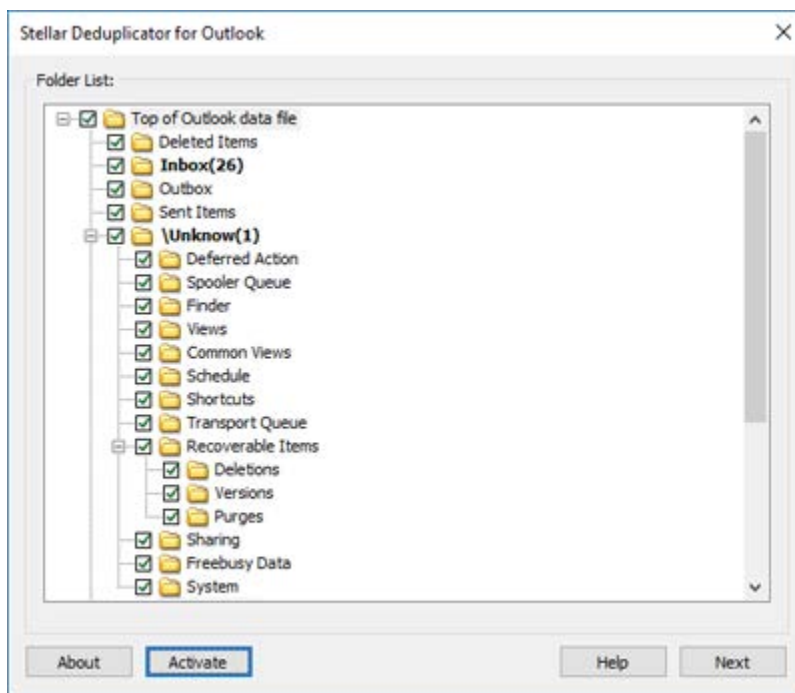 Stellar Deduplicator for Outlook
Folder List:
Top of Outlook data file
Deleted Items
Inbox(26)
Outbox
Sent Items
\Unknow(1)
Deferred Action
Spooler Queue
Finder
Views
Common Views
Schedule
Shortcuts
Transport Queue
Recoverable Items
Deletions
Versions
Purges
Sharing
Freebusy Data
System
About Activate Help Next